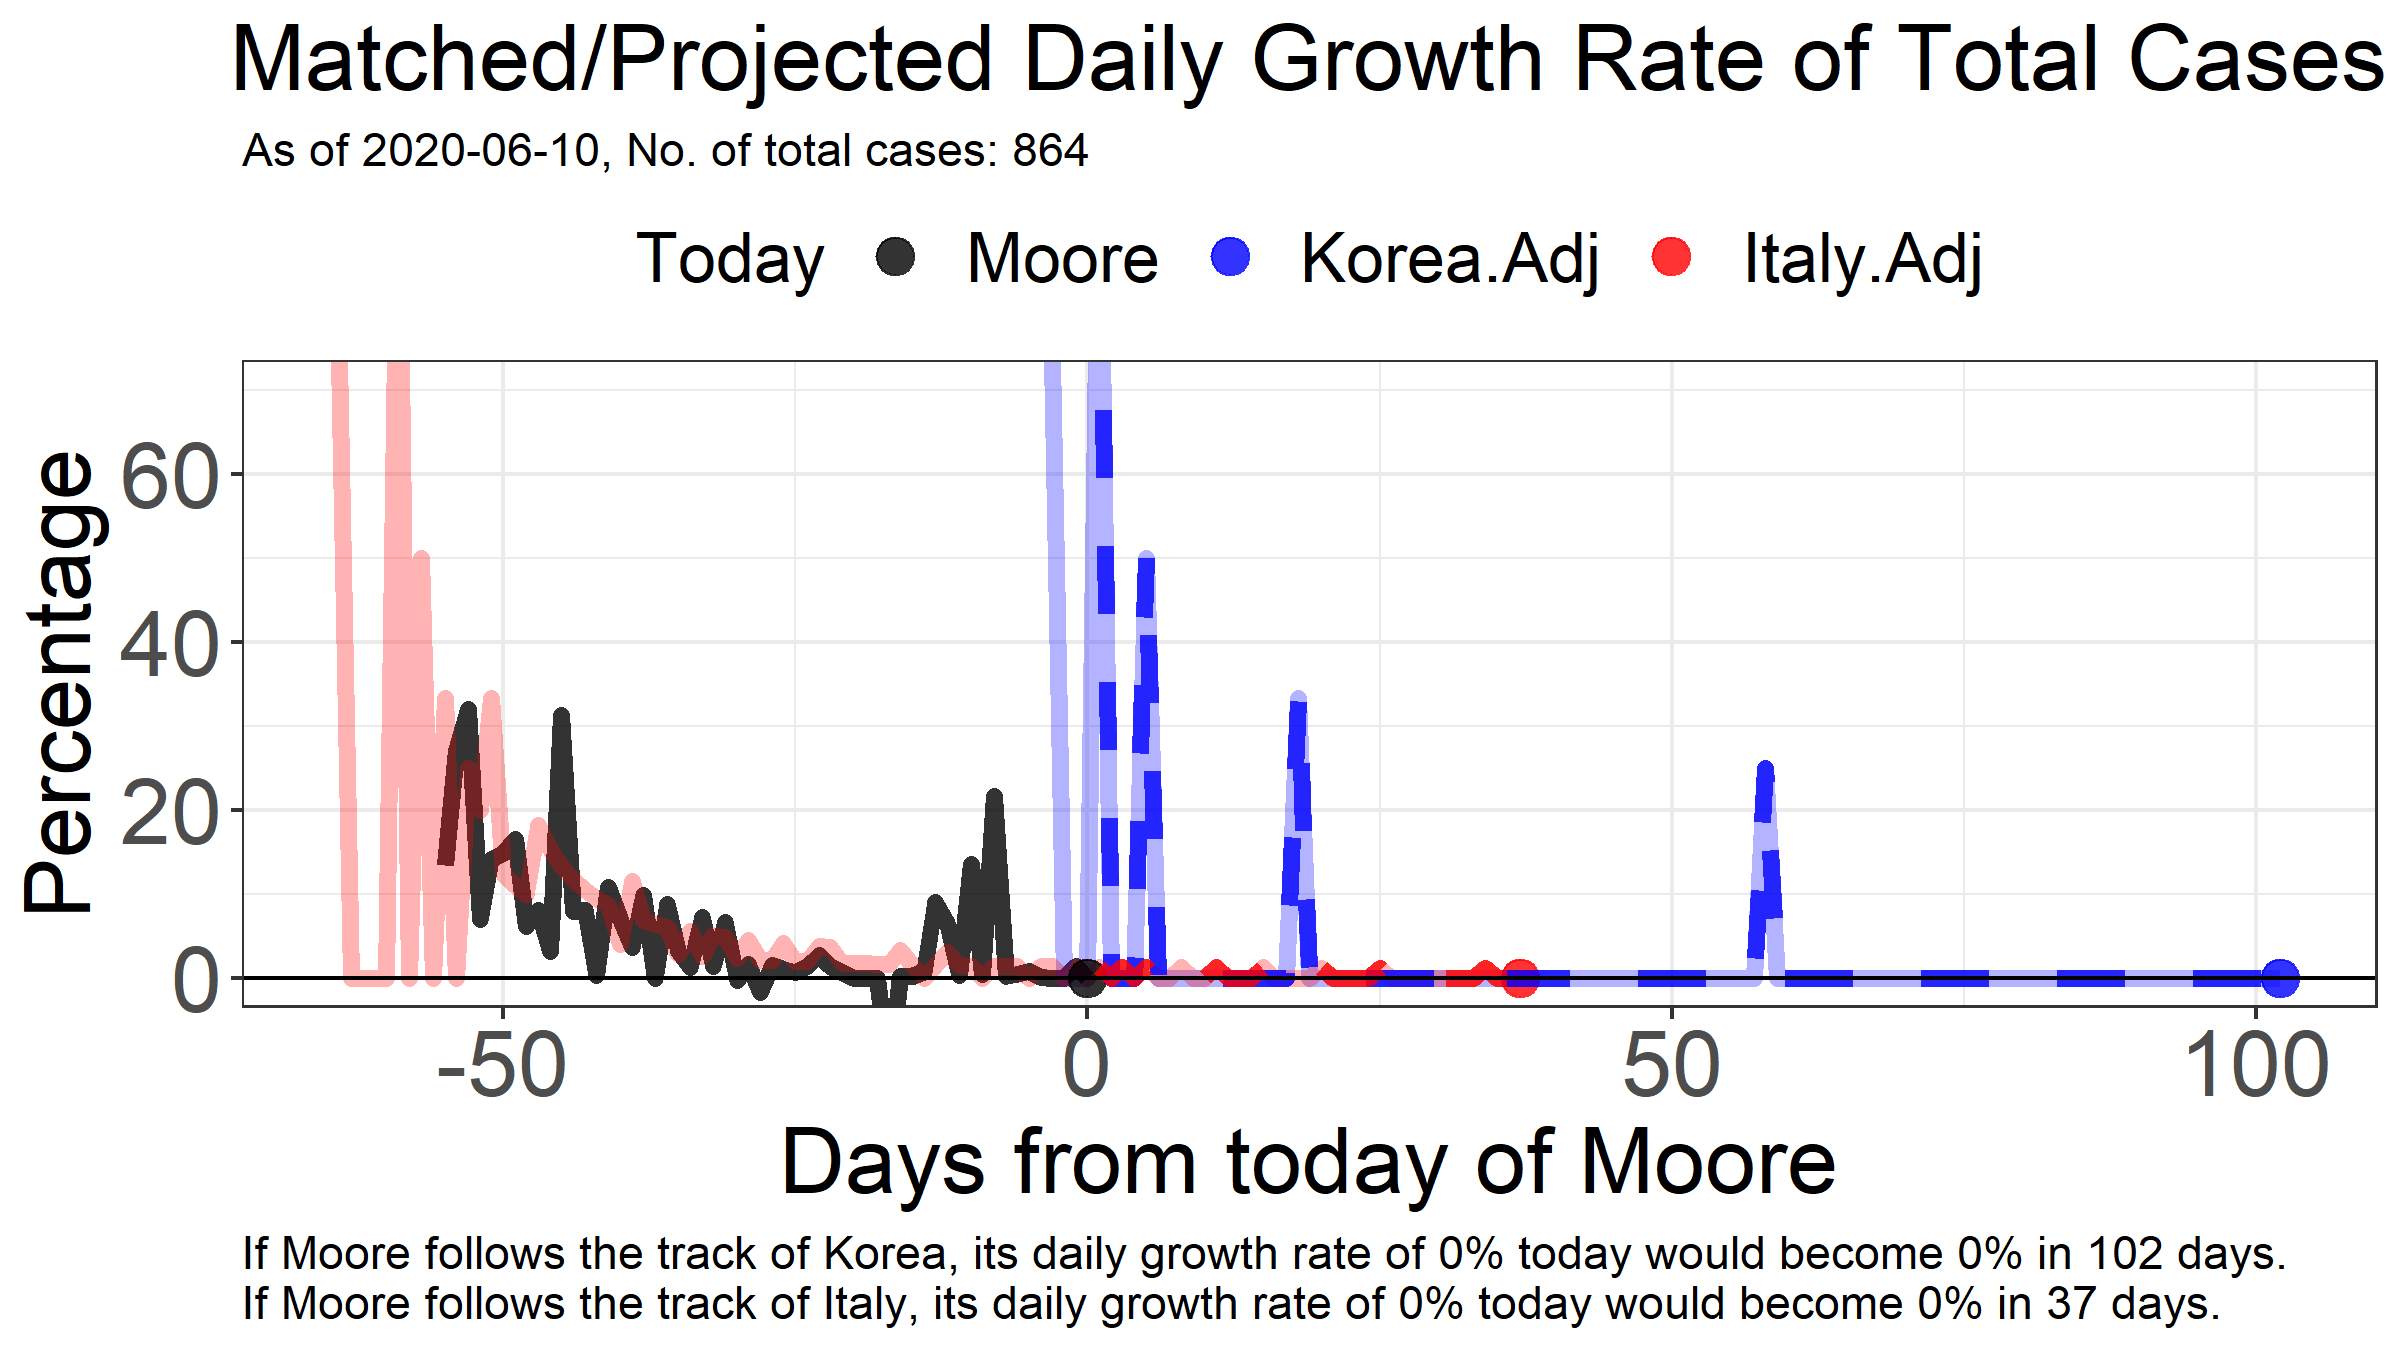 Matched/Projected Daily Growth Rate of Total Cases
As of 2020-06-10, No. of total cases: 864
Today Moore Korea.Adj Italy.Adj
Percentage
60
40
20
0
-50 0 50 100
Days from today of Moore
If Moore follows the track of Korea, its daily growth rate of 0% today would become 0% in 102 days.
If Moore follows the track of Italy, its daily growth rate of 0% today would become 0% in 37 days.